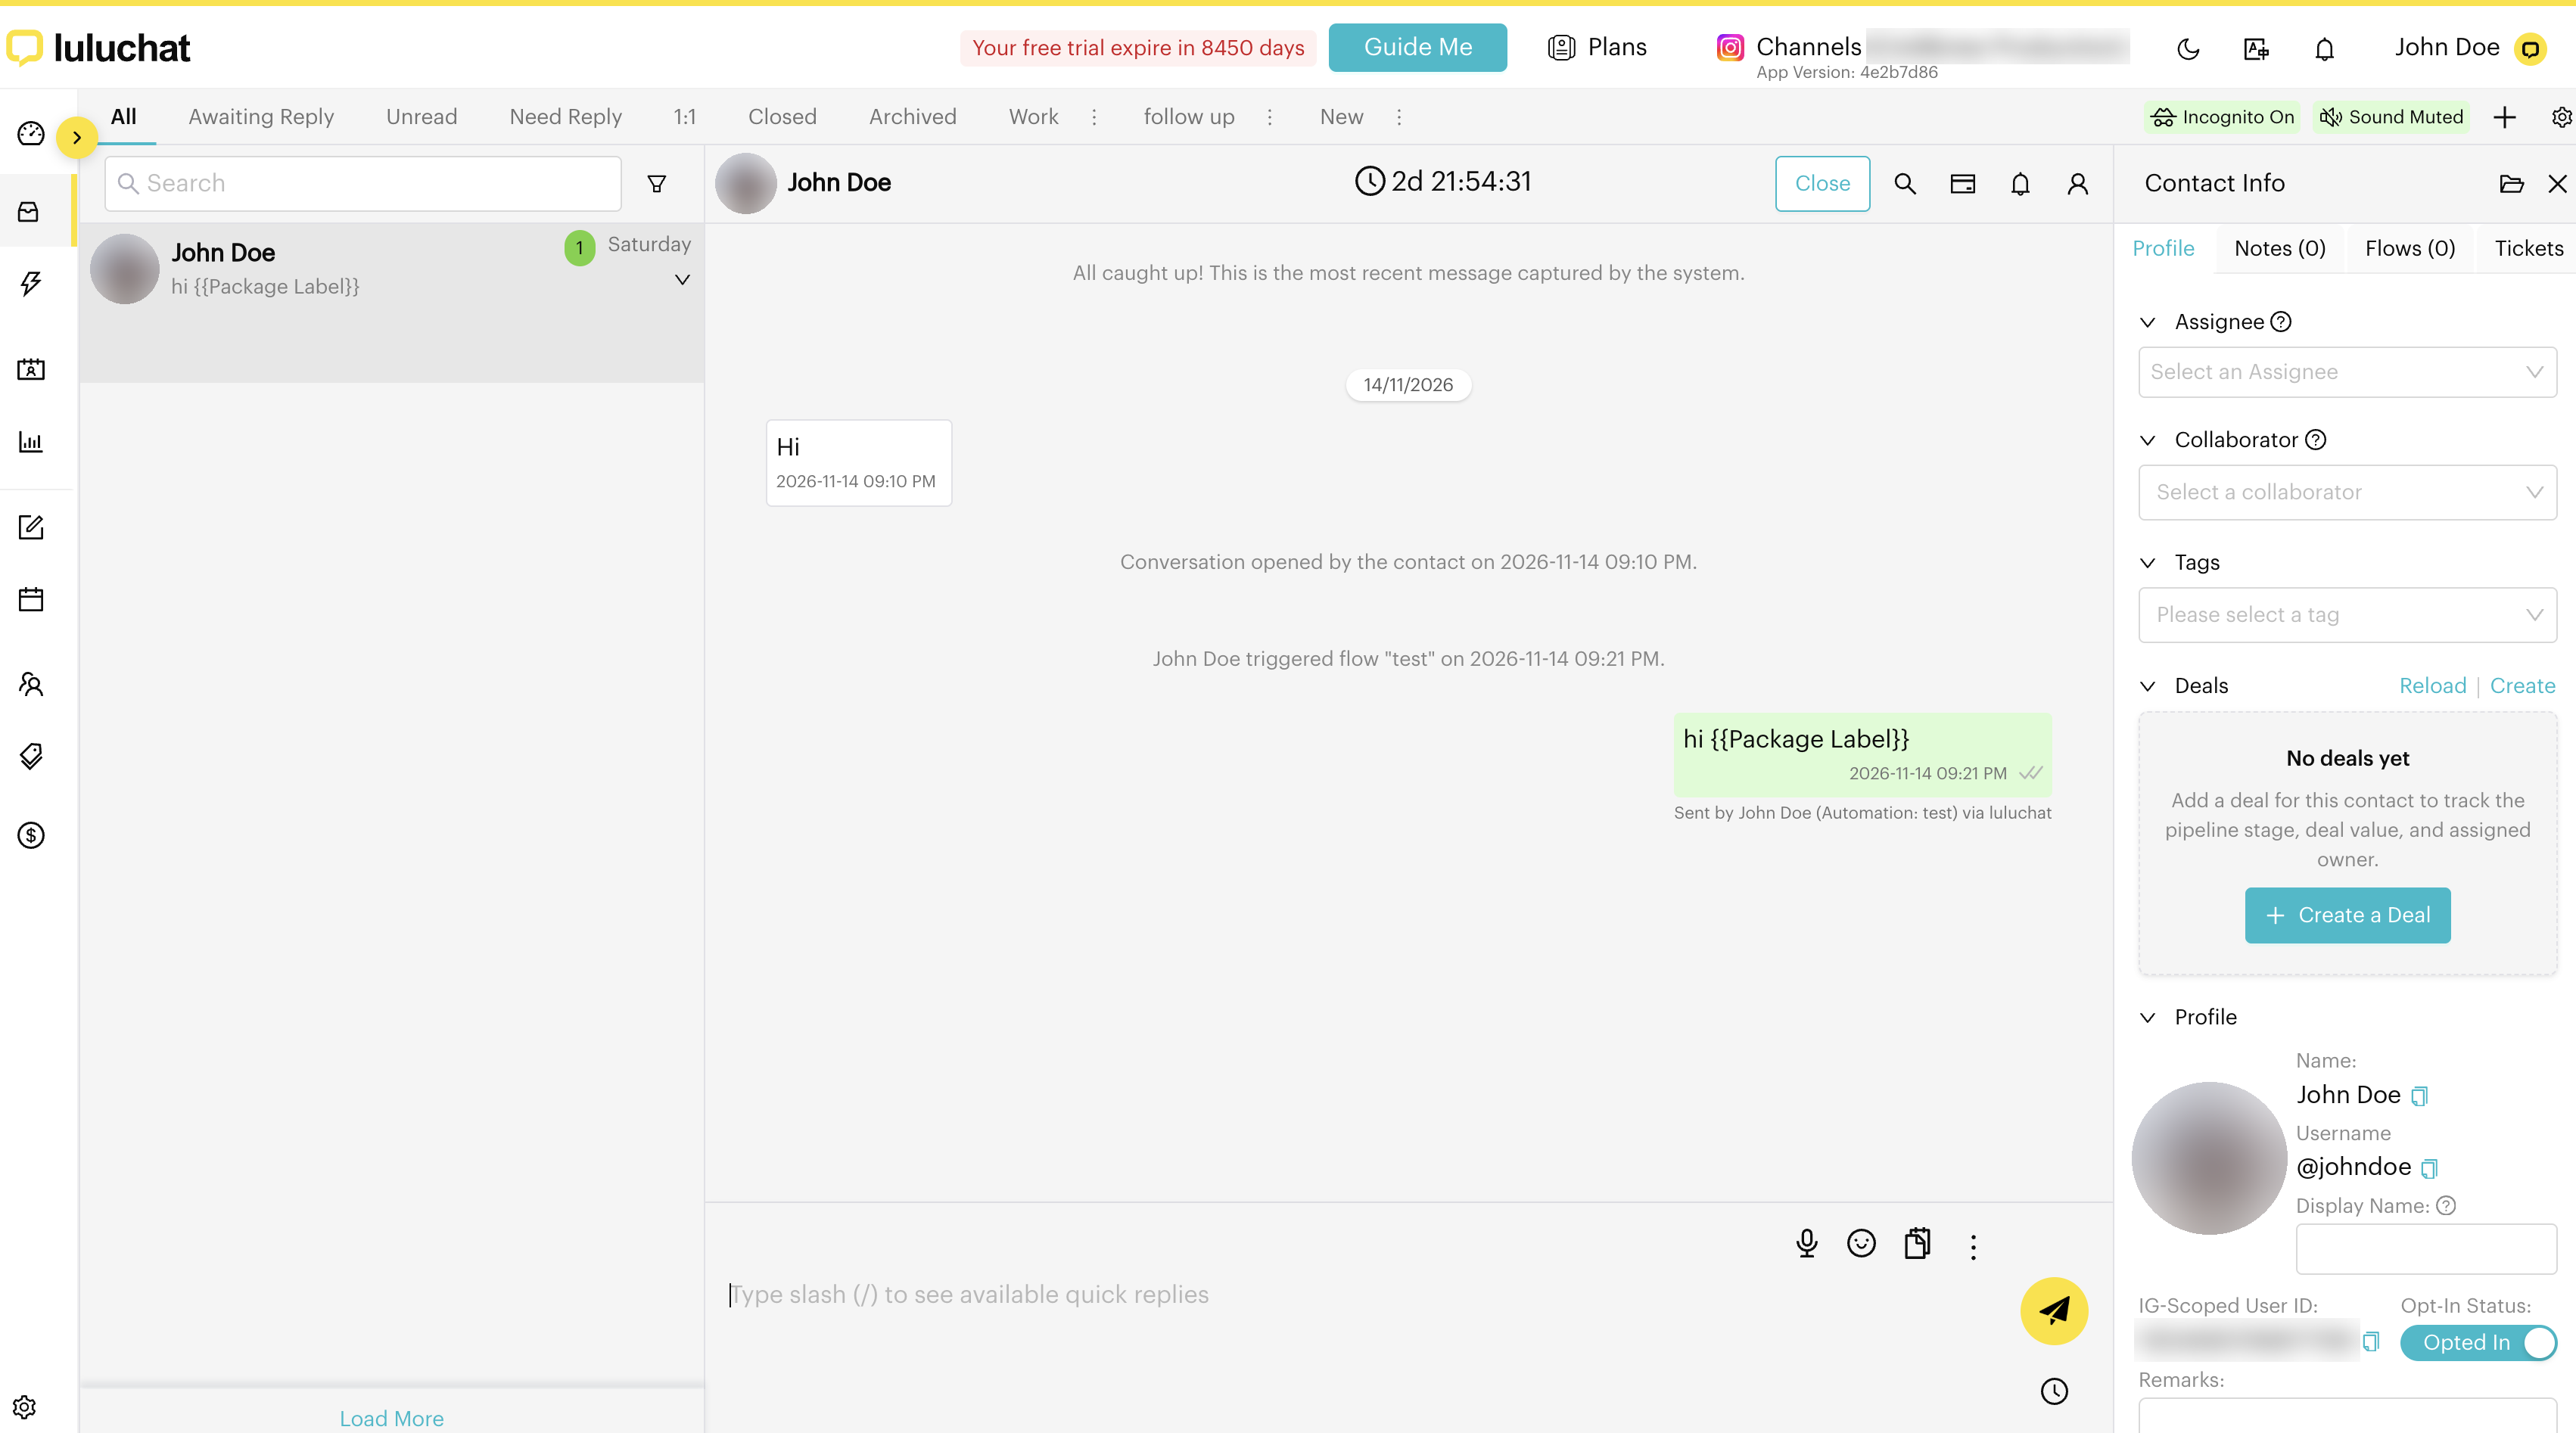 luluchat
Your free trial expire in 8450 days
Guide Me
Plans
Channels
App Version: 4e2b7d86
John Doe
All
Awaiting Reply
Unread
Need Reply
1:1
Closed
Archived
Work
follow up
New
Incognito On
Sound Muted
Search
John Doe
1
Saturday
hi {{Package Label}}
Load More
John Doe
2d 21:54:31
Close
All caught up! This is the most recent message captured by the system.
14/11/2026
Hi
2026-11-14 09:10 PM
Conversation opened by the contact on 2026-11-14 09:10 PM.
John Doe triggered flow "test" on 2026-11-14 09:21 PM.
hi {{Package Label}}
2026-11-14 09:21 PM
Sent by John Doe (Automation: test) via luluchat
Type slash (/) to see available quick replies
Contact Info
Profile
Notes (0)
Flows (0)
Tickets
Assignee
Select an Assignee
Collaborator
Select a collaborator
Tags
Please select a tag
Deals
Reload | Create
No deals yet
Add a deal for this contact to track the
pipeline stage, deal value, and assigned
owner.
+ Create a Deal
Profile
Name:
John Doe
Username
@johndoe
Display Name:
IG-Scoped User ID:
Opt-In Status:
Opted In
Remarks: